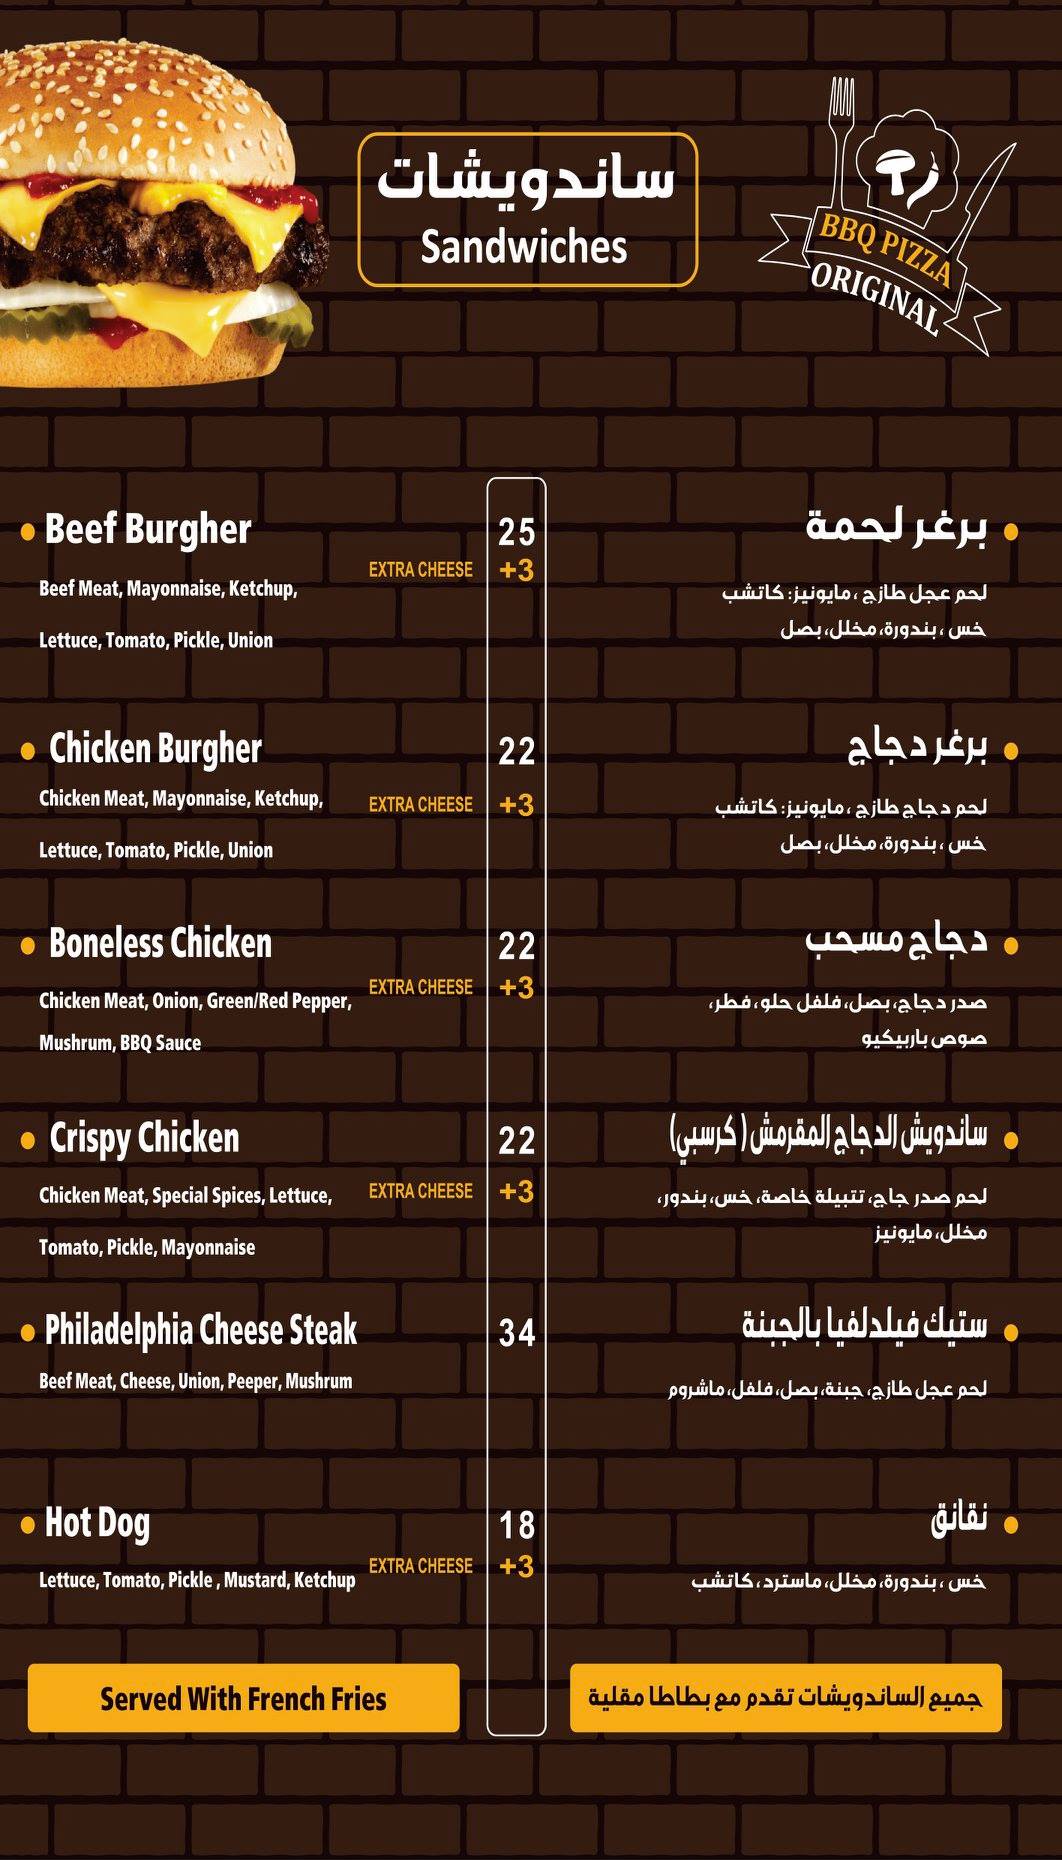 ساندويشات
Sandwiches
BBQ PIZZA
ORIGINAL
Beef Burgher
25
برغر لحمة
EXTRA CHEESE +3
Beef Meat, Mayonnaise, Ketchup,
Lettuce, Tomato, Pickle, Union
لحم عجل طازج ، مايونيز: كاتشب
خس ، بندورة، مخلل، بصل
Chicken Burgher
22
برغر دجاج
Chicken Meat, Mayonnaise, Ketchup,
EXTRA CHEESE +3
Lettuce, Tomato, Pickle, Union
لحم دجاج طازج ، مايونيز: كاتشب
خس ، بندورة، مخلل، بصل
Boneless Chicken
22
دجاج مسحب
EXTRA CHEESE +3
Chicken Meat, Onion, Green/Red Pepper,
Mushrum, BBQ Sauce
صدر دجاج، بصل، فلفل حلو ، فطر،
صوص باربيكيو
Crispy Chicken
22
ساندويش الدجاج المقرمش ( كرسبي)
Chicken Meat, Special Spices, Lettuce,
EXTRA CHEESE +3
Tomato, Pickle, Mayonnaise
لحم صدر جاج، تتبيلة خاصة، خس، بندور،
مخلل، مايونيز
Philadelphia Cheese Steak
34
ستيك فيلدلفيا بالجبنة
Beef Meat, Cheese, Union, Peeper, Mushrum
لحم عجل طازج، جبنة، بصل، فلفل، ماشروم
Hot Dog
18
نقانق
EXTRA CHEESE +3
Lettuce, Tomato, Pickle , Mustard, Ketchup
خس ، بندورة، مخلل، ماسترد ، كاتشب
Served With French Fries
جميع الساندويشات تقدم مع بطاطا مقلية